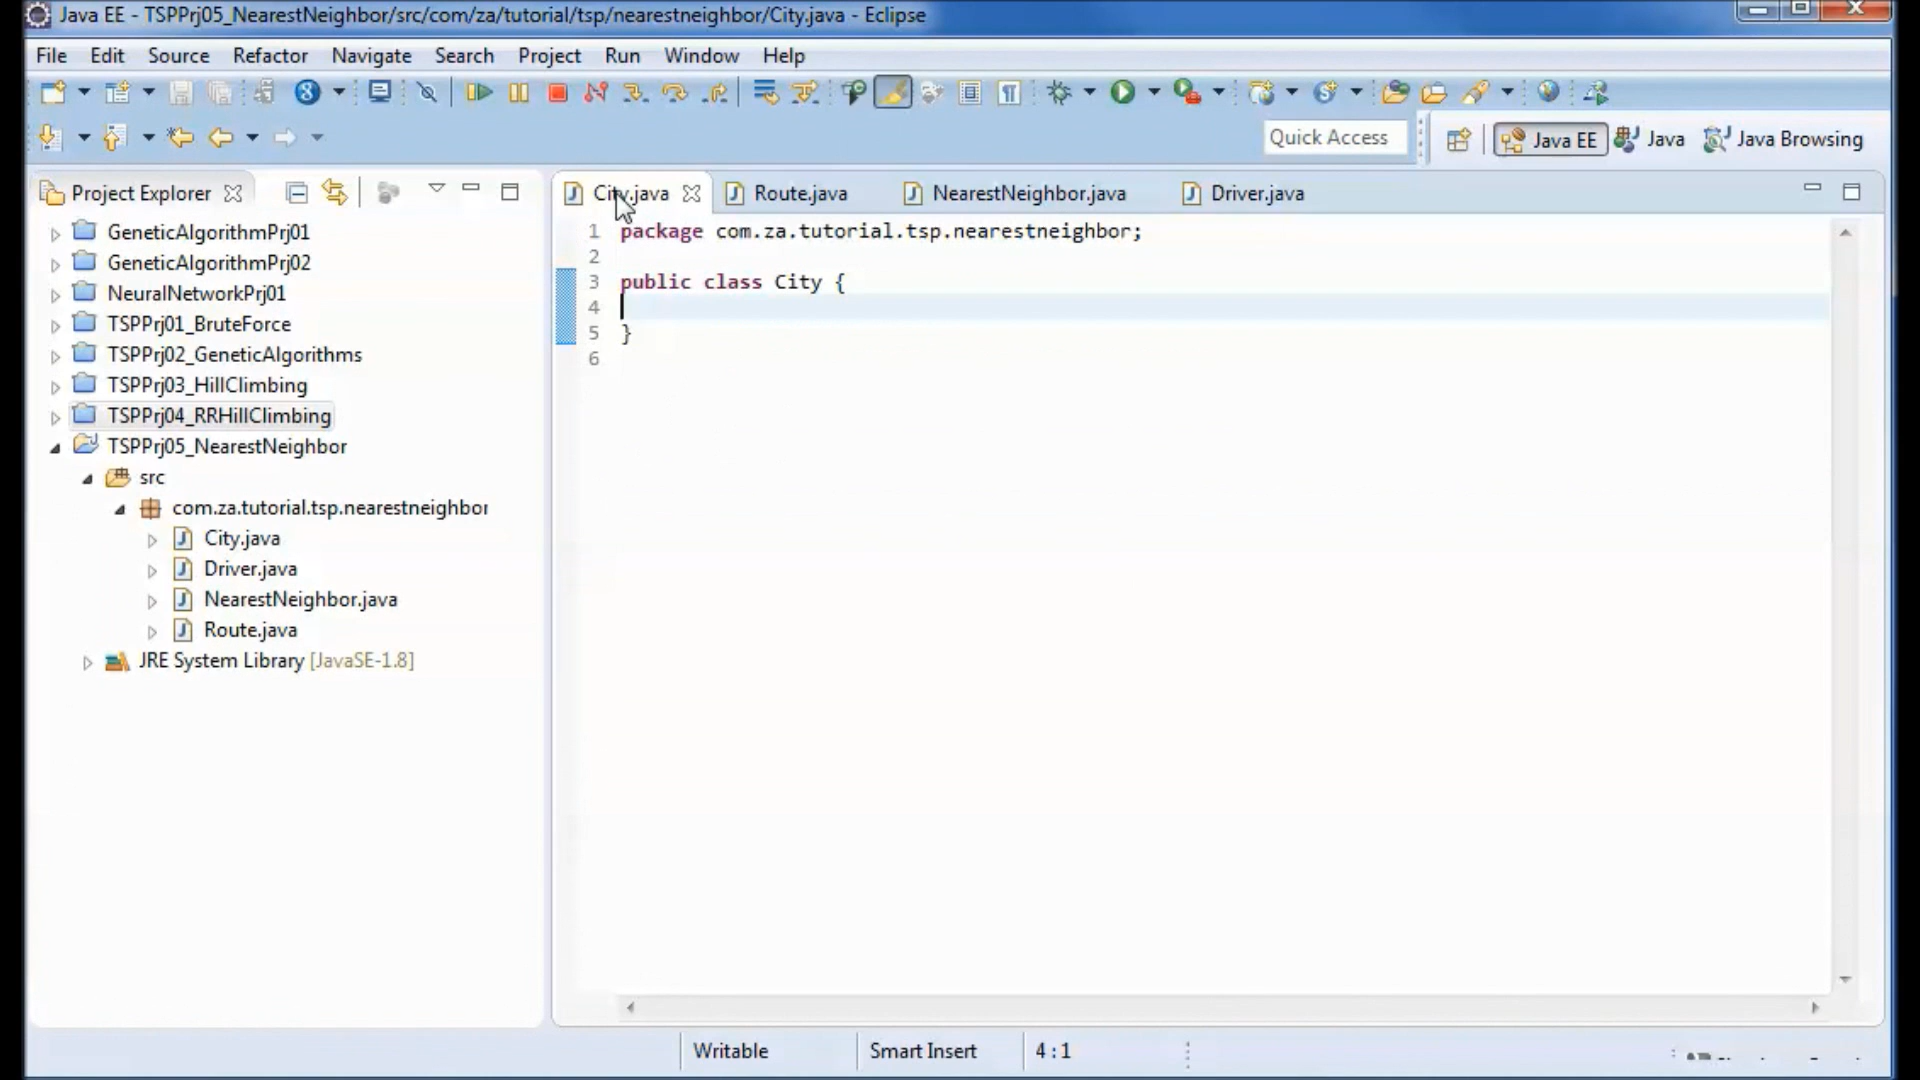 Java EE - TSPPrj05_NearestNeighbor/src/com/za/tutorial/tsp/nearestneighbor/City.java - Eclipse
File Edit Source Refactor Navigate Search Project Run Window Help
Quick Access Java EE Java Java Browsing
Project Explorer
GeneticAlgorithmPrj01
GeneticAlgorithmPrj02
NeuralNetworkPrj01
TSPPrj01_BruteForce
TSPPrj02_GeneticAlgorithms
TSPPrj03_HillClimbing
TSPPrj04_RRHillClimbing
TSPPrj05_NearestNeighbor
src
com.za.tutorial.tsp.nearestneighbor
City.java
Driver.java
NearestNeighbor.java
Route.java
JRE System Library [JavaSE-1.8]
City.java Route.java NearestNeighbor.java Driver.java
1 package com.za.tutorial.tsp.nearestneighbor;
2
3 public class City {
4
5 }
6
Writable Smart Insert 4 : 1